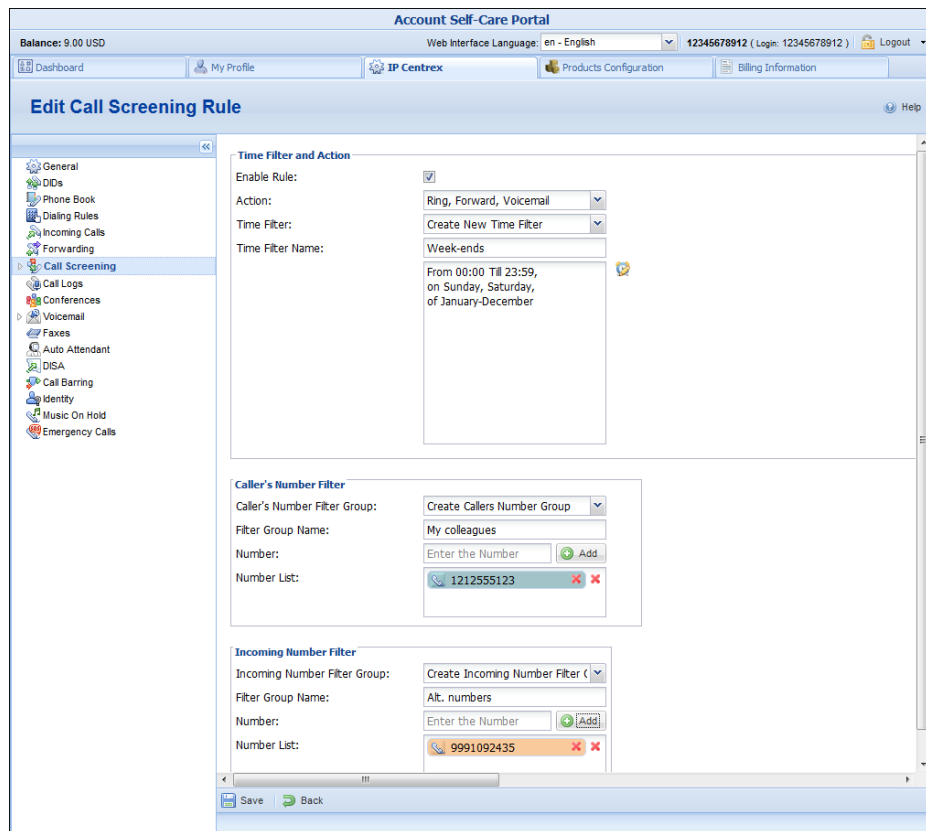 Account Self-Care Portal
Balance: 9.00 USD Web Interface Language: en - English 12345678912 ( Login: 12345678912 ) Logout
Dashboard My Profile IP Centrex Products Configuration Billing Information
Edit Call Screening Rule Help
General
DIDs
Phone Book
Dialing Rules
Incoming Calls
Forwarding
Call Screening
Call Logs
Conferences
Voicemail
Faxes
Auto Attendant
DISA
Call Barring
Identity
Music On Hold
Emergency Calls
Time Filter and Action
Enable Rule:
Action: Ring, Forward, Voicemail
Time Filter: Create New Time Filter
Time Filter Name: Week-ends
From 00:00 Till 23:59,
on Sunday, Saturday,
of January-December
Caller's Number Filter
Caller's Number Filter Group: Create Callers Number Group
Filter Group Name: My colleagues
Number: Enter the Number Add
Number List: 1212555123
Incoming Number Filter
Incoming Number Filter Group: Create Incoming Number Filter
Filter Group Name: Alt. numbers
Number: Enter the Number Add
Number List: 9991092435
Save Back